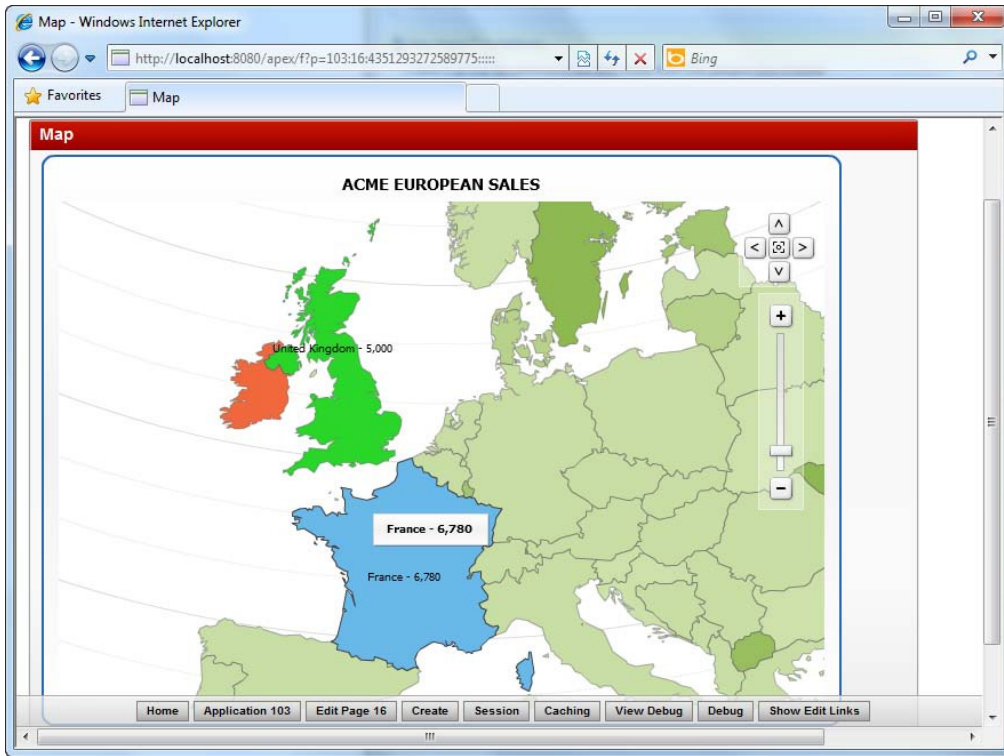 Map - Windows Internet Explorer
http://localhost:8080/apex/f?p=103:16:4351293272589775:::::
Bing
Favorites
Map
Map
ACME EUROPEAN SALES
United Kingdom - 5,000
France - 6,780
France - 6,780
Home Application 103 Edit Page 16 Create Session Caching View Debug Debug Show Edit Links